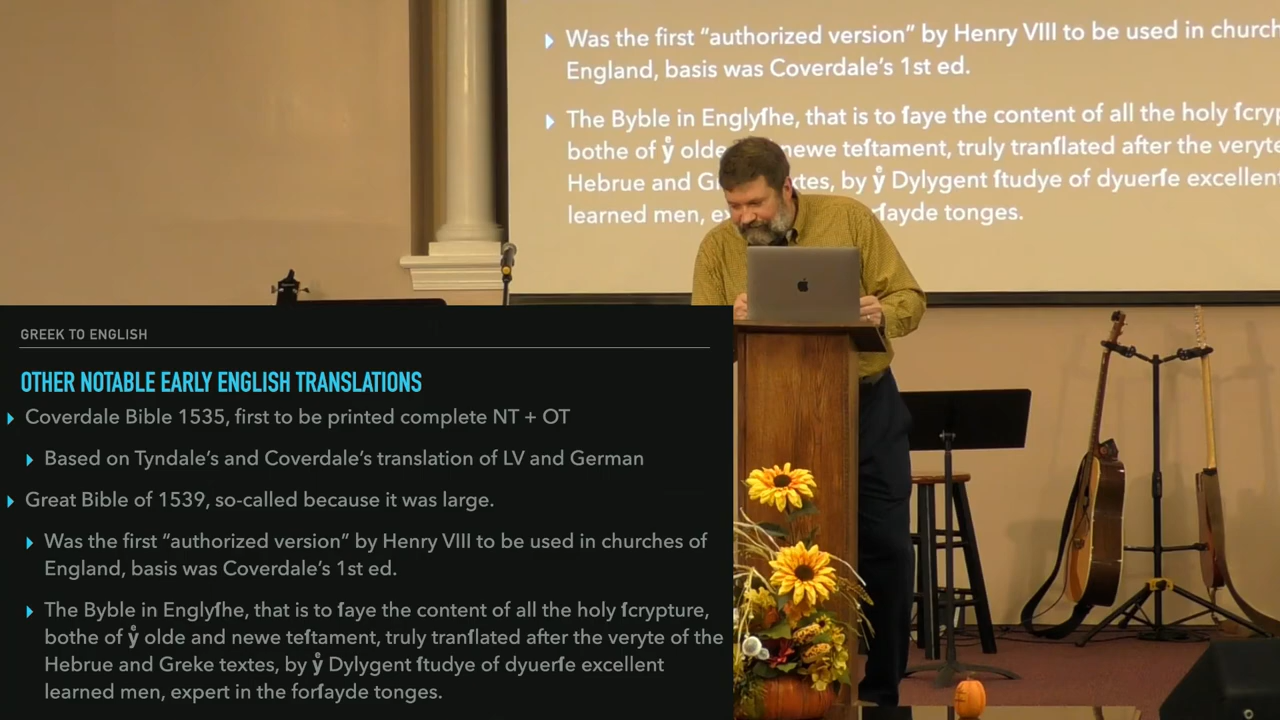 Was the first “authorized version” by Henry VIII to be used in church
England, basis was Coverdale’s 1st ed.
The Byble in Englyſhe, that is to ſaye the content of all the holy ſcryp
bothe of ẙ olde newe teſtament, truly tranſlated after the veryte
Hebrue and textes, by ẙ Dylygent ſtudye of dyuerſe excellent
learned men, ſayde tonges.
GREEK TO ENGLISH
OTHER NOTABLE EARLY ENGLISH TRANSLATIONS
Coverdale Bible 1535, first to be printed complete NT + OT
Based on Tyndale’s and Coverdale’s translation of LV and German
Great Bible of 1539, so-called because it was large.
Was the first “authorized version” by Henry VIII to be used in churches of
England, basis was Coverdale’s 1st ed.
The Byble in Englyſhe, that is to ſaye the content of all the holy ſcrypture,
bothe of ẙ olde and newe teſtament, truly tranſlated after the veryte of the
Hebrue and Greke textes, by ẙ Dylygent ſtudye of dyuerſe excellent
learned men, expert in the forſayde tonges.